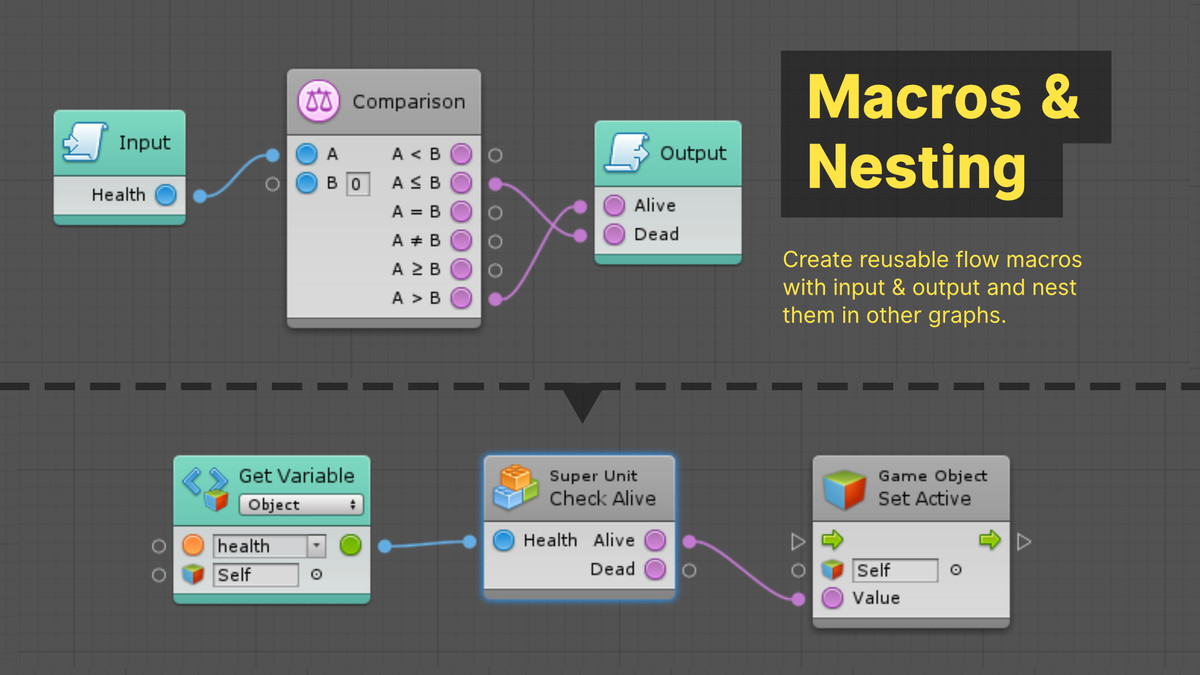 Macros &
Nesting
Create reusable flow macros
with input & output and nest
them in other graphs.
Input
Health
Comparison
A A < B
B 0 A ≤ B
A = B
A ≠ B
A ≥ B
A > B
Output
Alive
Dead
Get Variable
Object
health
Self
Super Unit
Check Alive
Health Alive
Dead
Game Object
Set Active
Self
Value